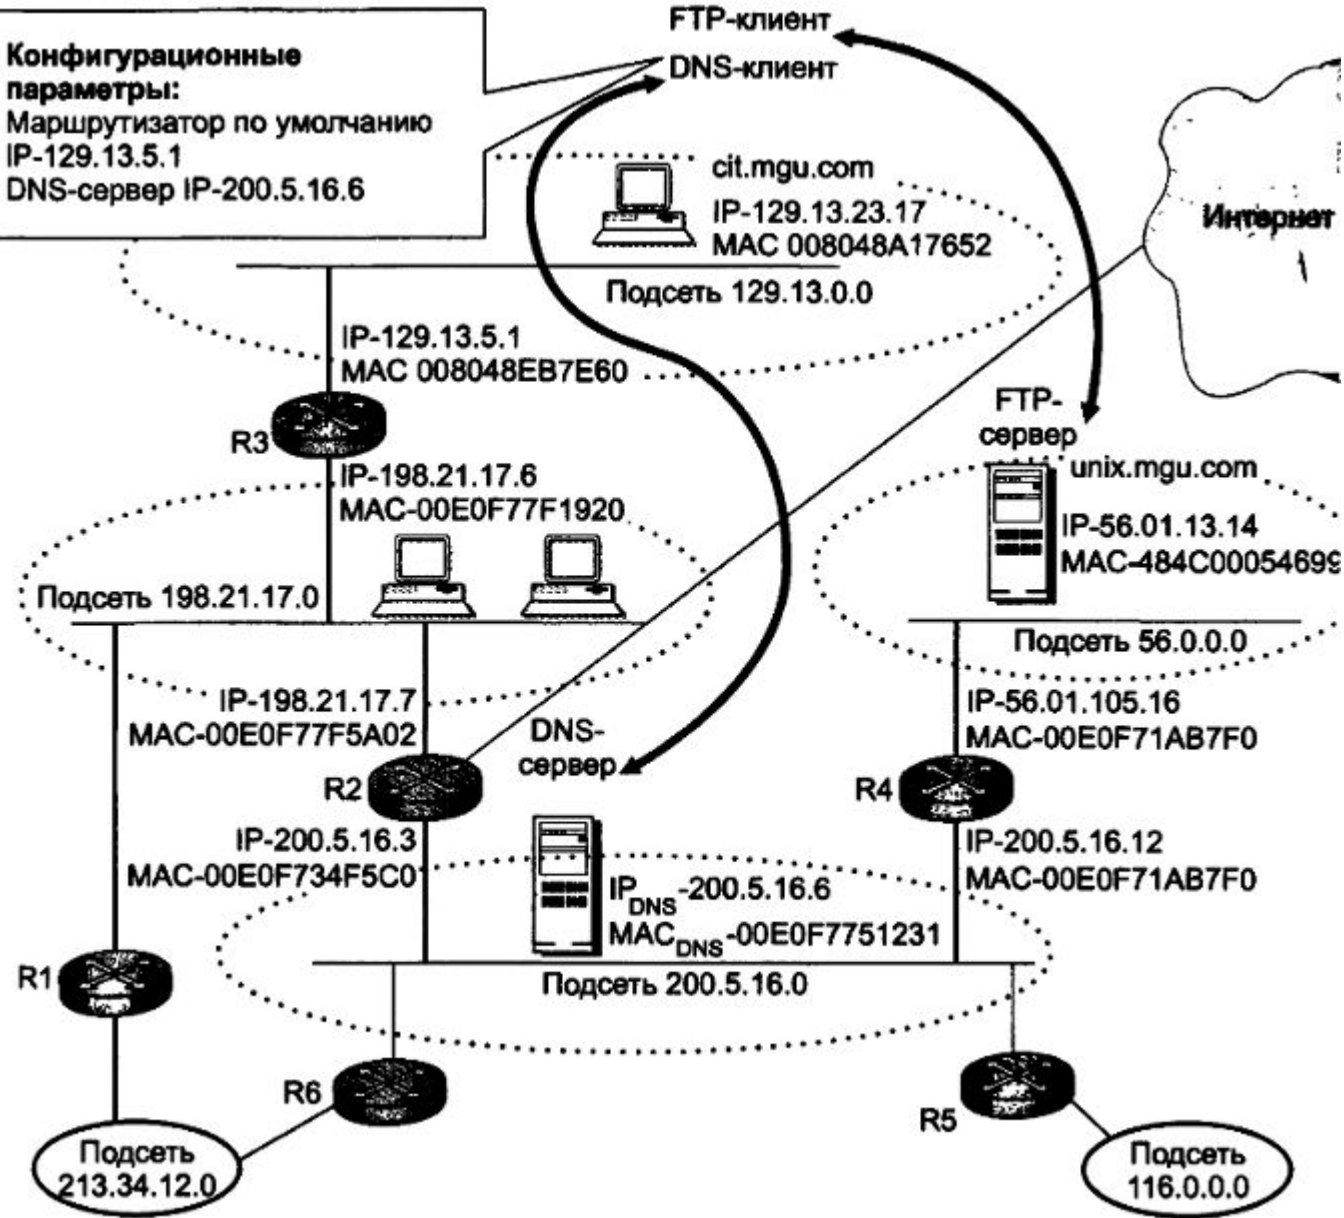 Конфигурационные
параметры:
Маршрутизатор по умолчанию
IP-129.13.5.1
DNS-сервер IP-200.5.16.6
FTP-клиент
DNS-клиент
cit.mgu.com
IP-129.13.23.17
MAC 008048A17652
Подсеть 129.13.0.0
Интернет
IP-129.13.5.1
MAC 008048EB7E60
R3
IP-198.21.17.6
MAC-00E0F77F1920
FTP-
сервер
unix.mgu.com
IP-56.01.13.14
MAC-484C00054699
Подсеть 198.21.17.0
Подсеть 56.0.0.0
IP-198.21.17.7
MAC-00E0F77F5A02
R2
DNS-
сервер
IP-56.01.105.16
MAC-00E0F71AB7F0
R4
IP-200.5.16.3
MAC-00E0F734F5C0
IP-200.5.16.12
MAC-00E0F71AB7F0
IPDNS-200.5.16.6
MACDNS-00E0F7751231
R1
Подсеть 200.5.16.0
R6
R5
Подсеть
213.34.12.0
Подсеть
116.0.0.0